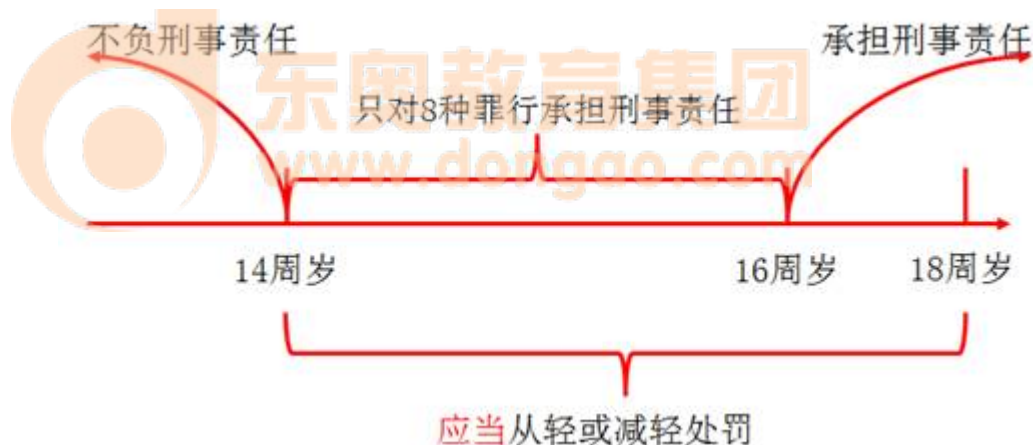 不负刑事责任
承担刑事责任
东奥教育集团
只对8种罪行承担刑事责任
www.dongao.com
14周岁
16周岁
18周岁
应当从轻或减轻处罚